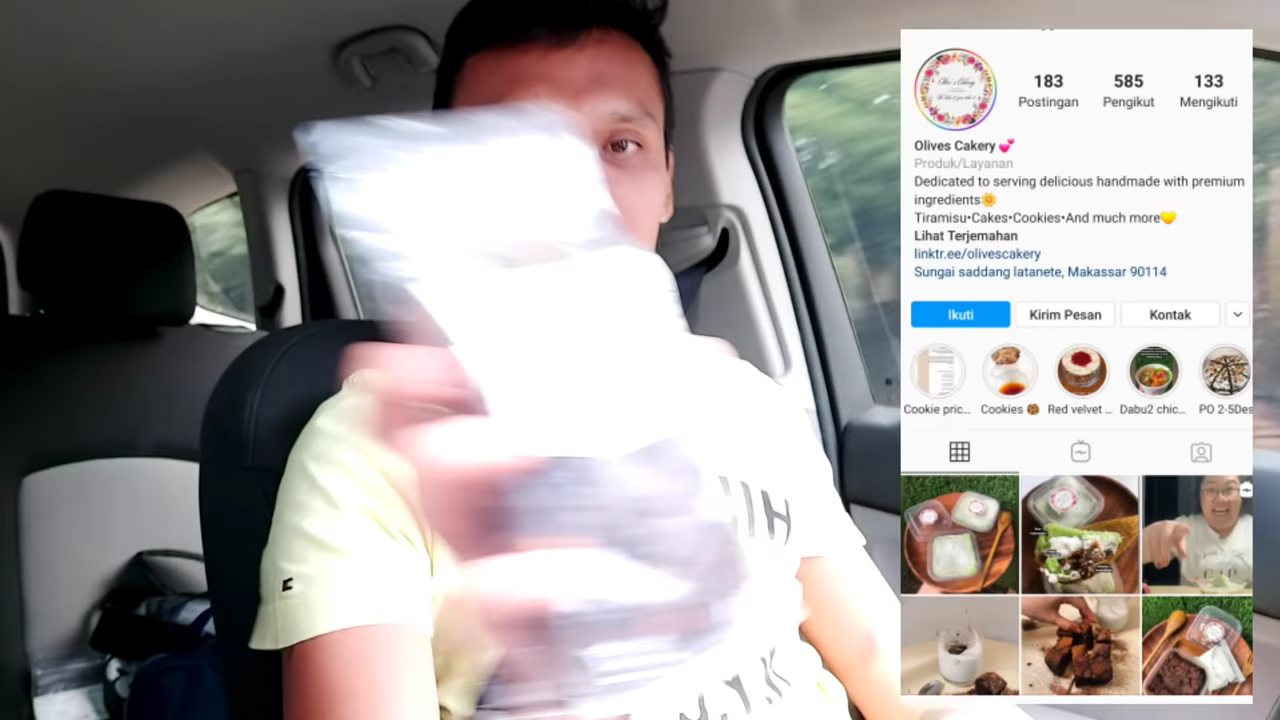 183 585 133
Postingan Pengikut Mengikuti
Olives Cakery 💕
Produk/Layanan
Dedicated to serving delicious handmade with premium
ingredients🌼
Tiramisu•Cakes•Cookies•And much more💛
Lihat Terjemahan
linktr.ee/olivescakery
Sungai saddang latanete, Makassar 90114
Ikuti Kirim Pesan Kontak
Cookie pric... Cookies 🍪 Red velvet ... Dabu2 chic... PO 2-5Des